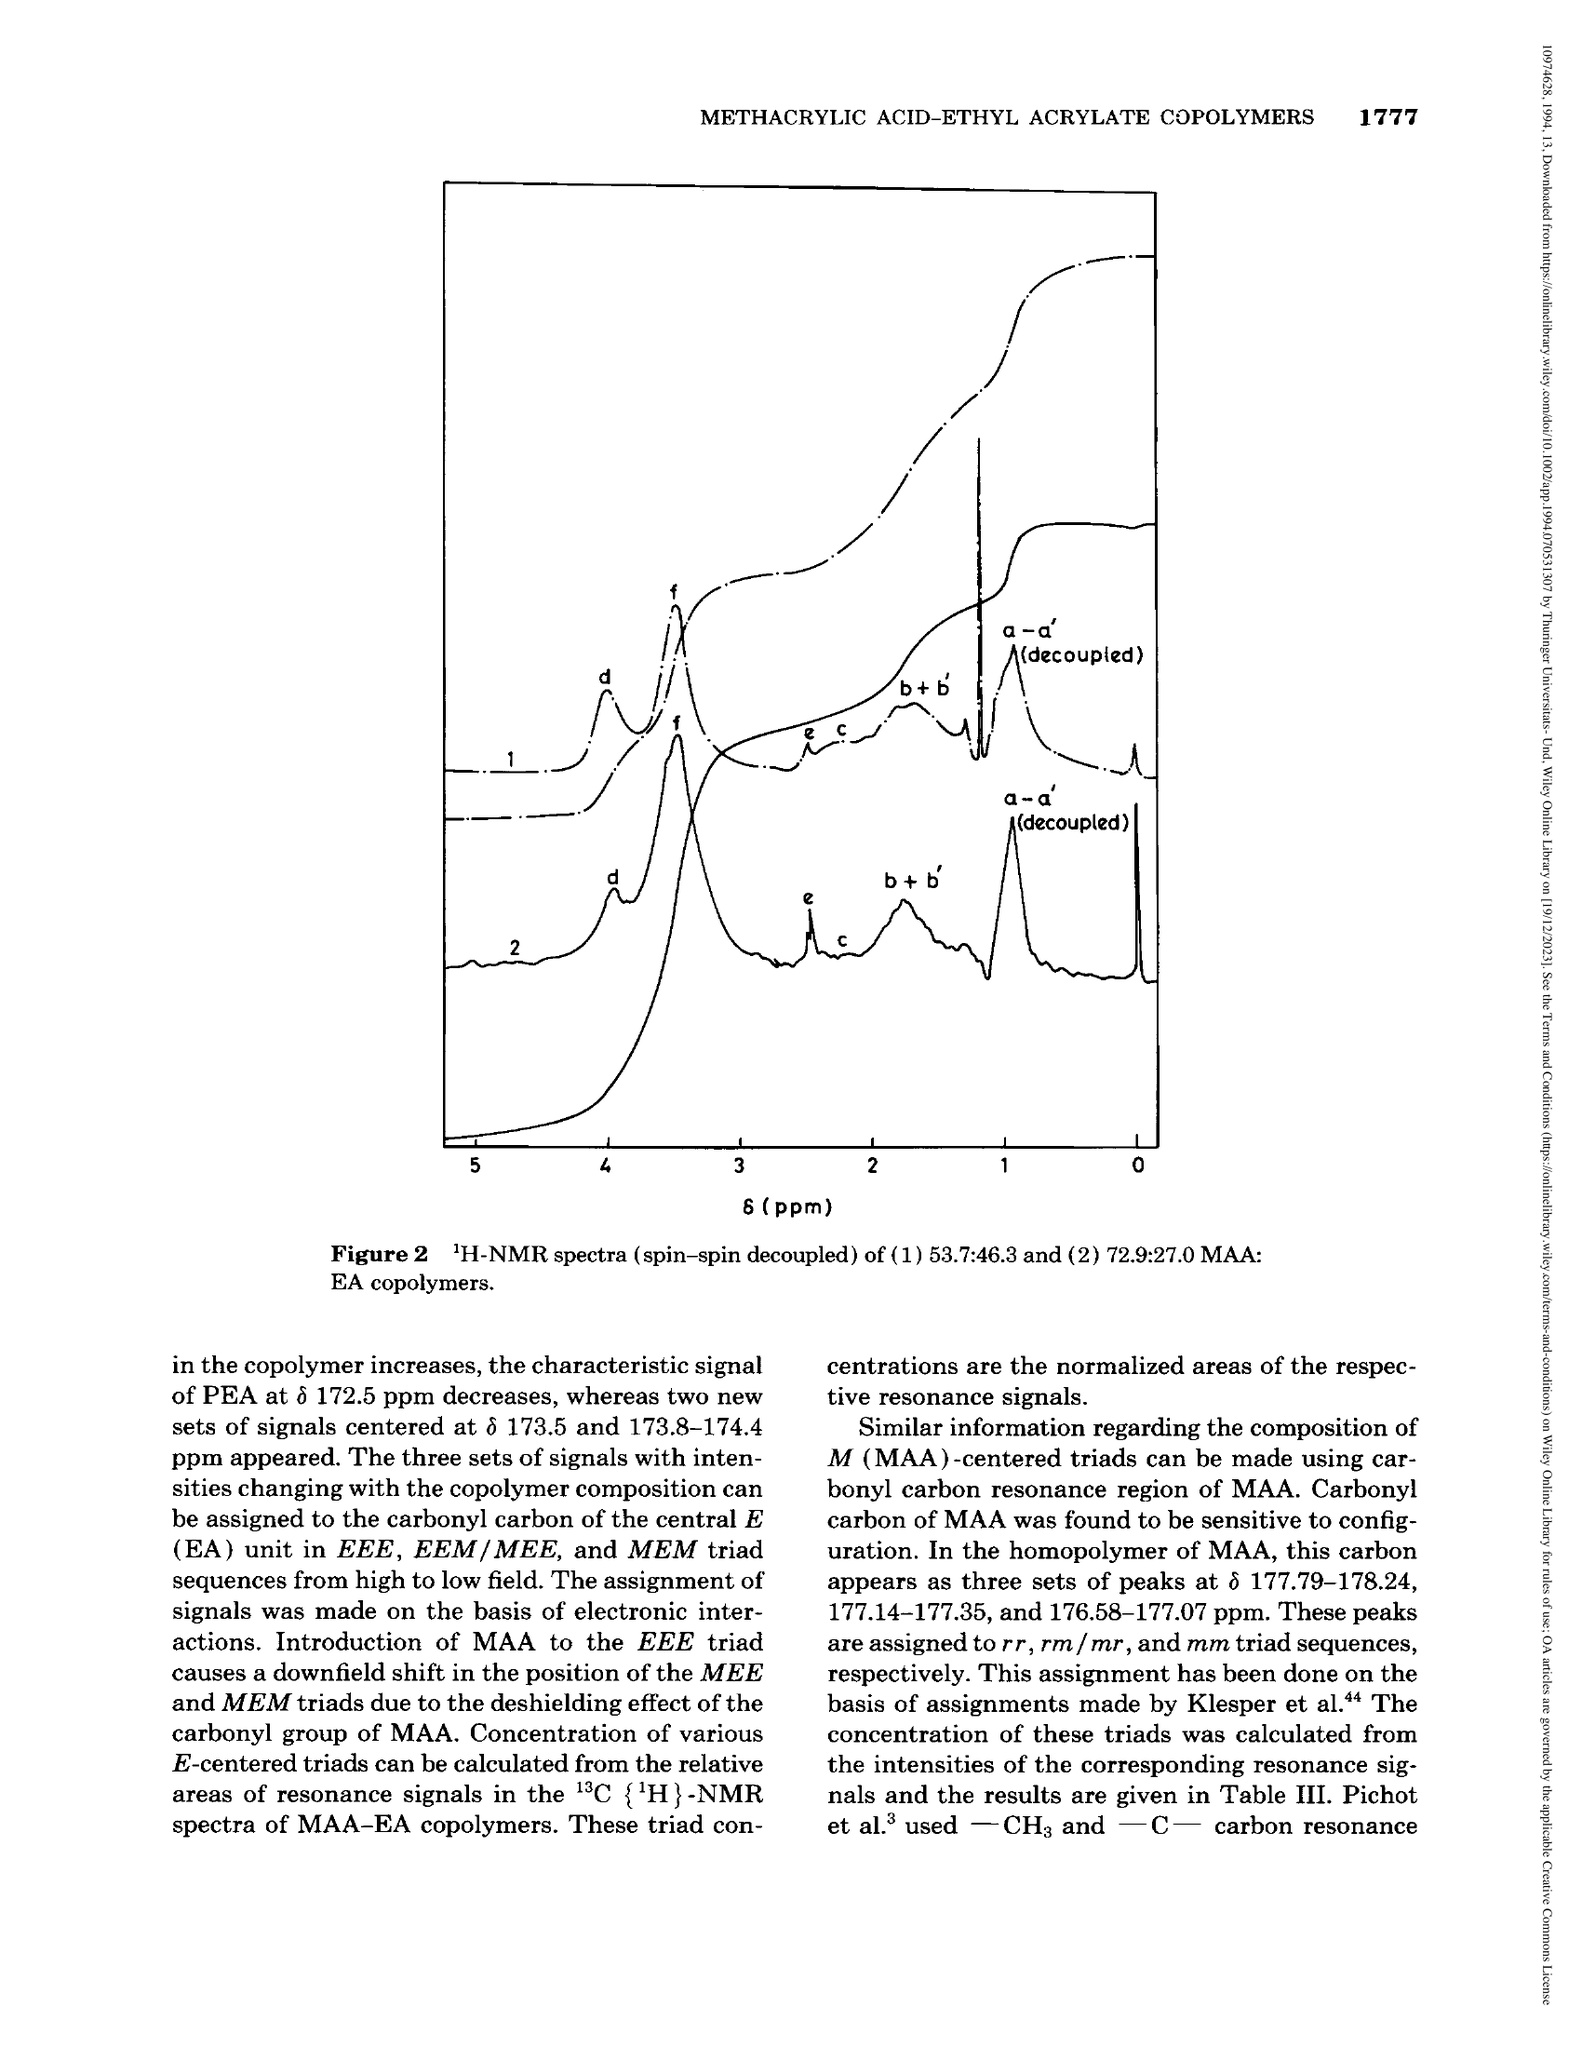 METHACRYLIC ACID–ETHYL ACRYLATE COPOLYMERS 1777
f
d
1
e
c
b + b′
a – a′
(decoupled)
f
d
2
e
c
b + b′
a – a′
(decoupled)
5 4 3 2 1 0
δ (ppm)
Figure 2 ¹H-NMR spectra (spin–spin decoupled) of (1) 53.7:46.3 and (2) 72.9:27.0 MAA:
EA copolymers.
in the copolymer increases, the characteristic signal
of PEA at δ 172.5 ppm decreases, whereas two new
sets of signals centered at δ 173.5 and 173.8–174.4
ppm appeared. The three sets of signals with inten-
sities changing with the copolymer composition can
be assigned to the carbonyl carbon of the central E
(EA) unit in EEE, EEM/MEE, and MEM triad
sequences from high to low field. The assignment of
signals was made on the basis of electronic inter-
actions. Introduction of MAA to the EEE triad
causes a downfield shift in the position of the MEE
and MEM triads due to the deshielding effect of the
carbonyl group of MAA. Concentration of various
E-centered triads can be calculated from the relative
areas of resonance signals in the ¹³C {¹H}-NMR
spectra of MAA–EA copolymers. These triad con-
centrations are the normalized areas of the respec-
tive resonance signals.
Similar information regarding the composition of
M (MAA)-centered triads can be made using car-
bonyl carbon resonance region of MAA. Carbonyl
carbon of MAA was found to be sensitive to config-
uration. In the homopolymer of MAA, this carbon
appears as three sets of peaks at δ 177.79–178.24,
177.14–177.35, and 176.58–177.07 ppm. These peaks
are assigned to rr, rm/mr, and mm triad sequences,
respectively. This assignment has been done on the
basis of assignments made by Klesper et al.⁴⁴ The
concentration of these triads was calculated from
the intensities of the corresponding resonance sig-
nals and the results are given in Table III. Pichot
et al.³ used —CH₃ and —C— carbon resonance
10974628, 1994, 13, Downloaded from https://onlinelibrary.wiley.com/doi/10.1002/app.1994.070531307 by Thuringer Universitats- Und, Wiley Online Library on [19/12/2023]. See the Terms and Conditions (https://onlinelibrary.wiley.com/terms-and-conditions) on Wiley Online Library for rules of use; OA articles are governed by the applicable Creative Commons License